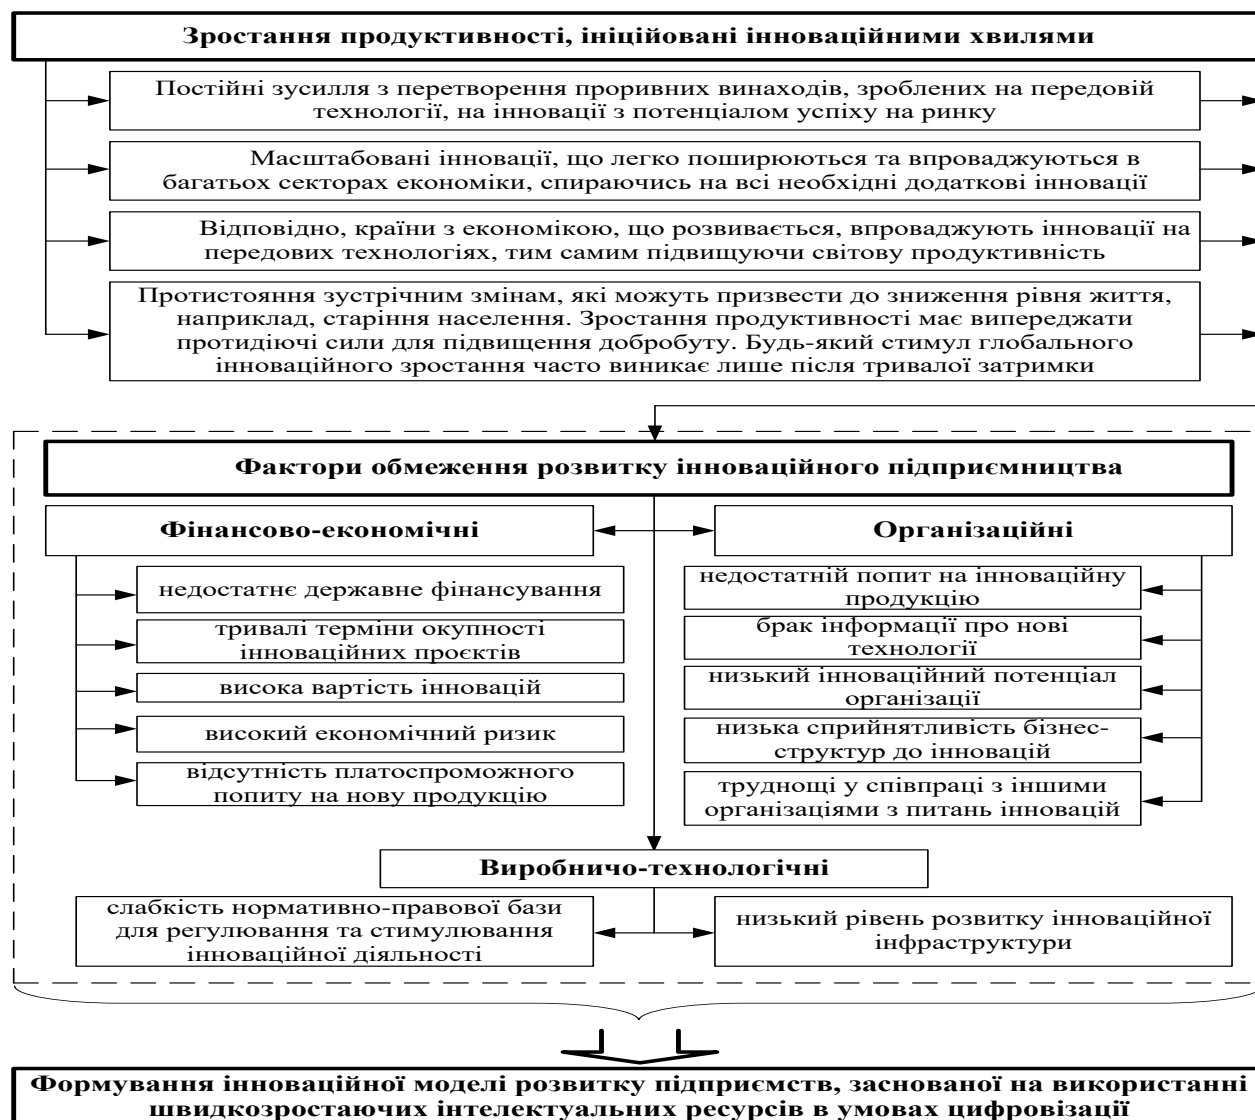 Зростання продуктивності, ініційовані інноваційними хвилями
Постійні зусилля з перетворення проривних винаходів, зроблених на передовій
технології, на інновації з потенціалом успіху на ринку
Масштабовані інновації, що легко поширюються та впроваджуються в
багатьох секторах економіки, спираючись на всі необхідні додаткові інновації
Відповідно, країни з економікою, що розвивається, впроваджують інновації на
передових технологіях, тим самим підвищуючи світову продуктивність
Протистояння зустрічним змінам, які можуть призвести до зниження рівня життя,
наприклад, старіння населення. Зростання продуктивності має випереджати
протидіючі сили для підвищення добробуту. Будь-який стимул глобального
інноваційного зростання часто виникає лише після тривалої затримки
Фактори обмеження розвитку інноваційного підприємництва
Фінансово-економічні
недостатнє державне фінансування
тривалі терміни окупності
інноваційних проєктів
висока вартість інновацій
високий економічний ризик
відсутність платоспроможного
попиту на нову продукцію
Організаційні
недостатній попит на інноваційну
продукцію
брак інформації про нові
технології
низький інноваційний потенціал
організації
низька сприйнятливість бізнес-
структур до інновацій
труднощі у співпраці з іншими
організаціями з питань інновацій
Виробничо-технологічні
слабкість нормативно-правової бази
для регулювання та стимулювання
інноваційної діяльності
низький рівень розвитку інноваційної
інфраструктури
Формування інноваційної моделі розвитку підприємств, заснованої на використанні
швидкозростаючих інтелектуальних ресурсів в умовах цифровізації